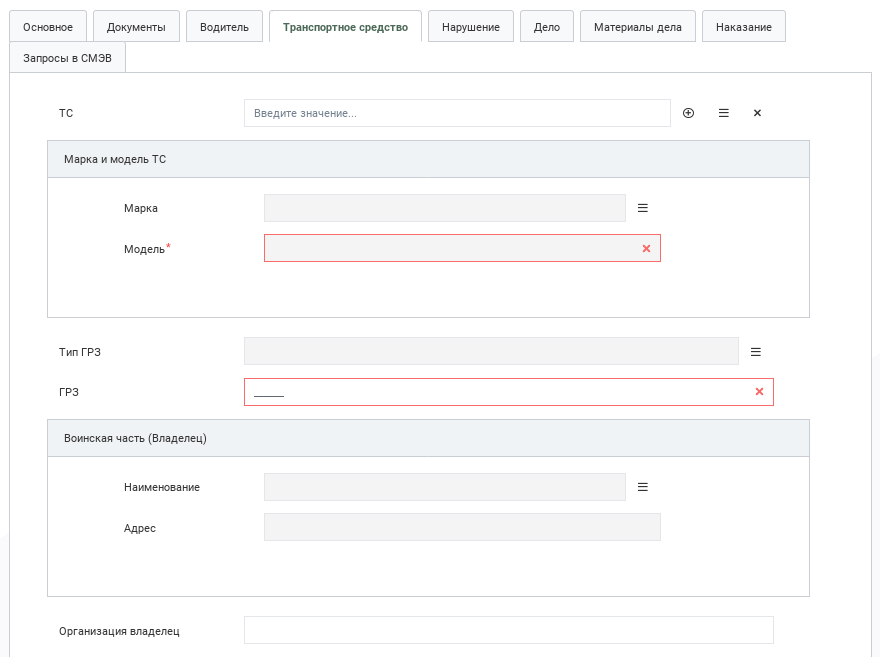 Основное Документы Водитель Транспортное средство Нарушение Дело Материалы дела Наказание
Запросы в СМЭВ
ТС Введите значение...
Марка и модель ТС
Марка
Модель*
Тип ГРЗ
ГРЗ ______
Воинская часть (Владелец)
Наименование
Адрес
Организация владелец